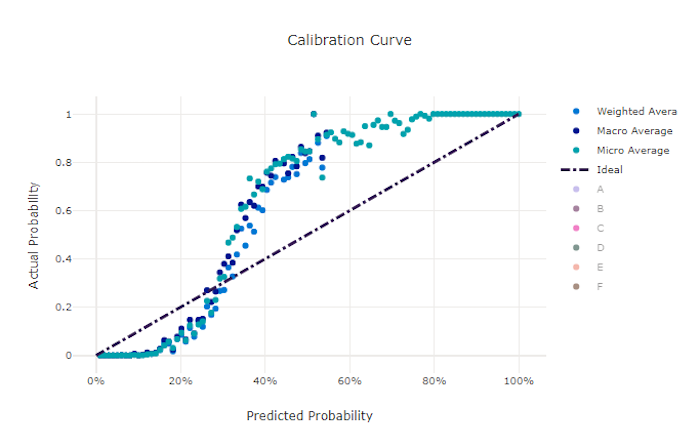 Calibration Curve
Weighted Avera
Macro Average
Micro Average
Ideal
A
B
C
D
E
F
1
0.8
0.6
0.4
0.2
0
Actual Probability
0% 20% 40% 60% 80% 100%
Predicted Probability